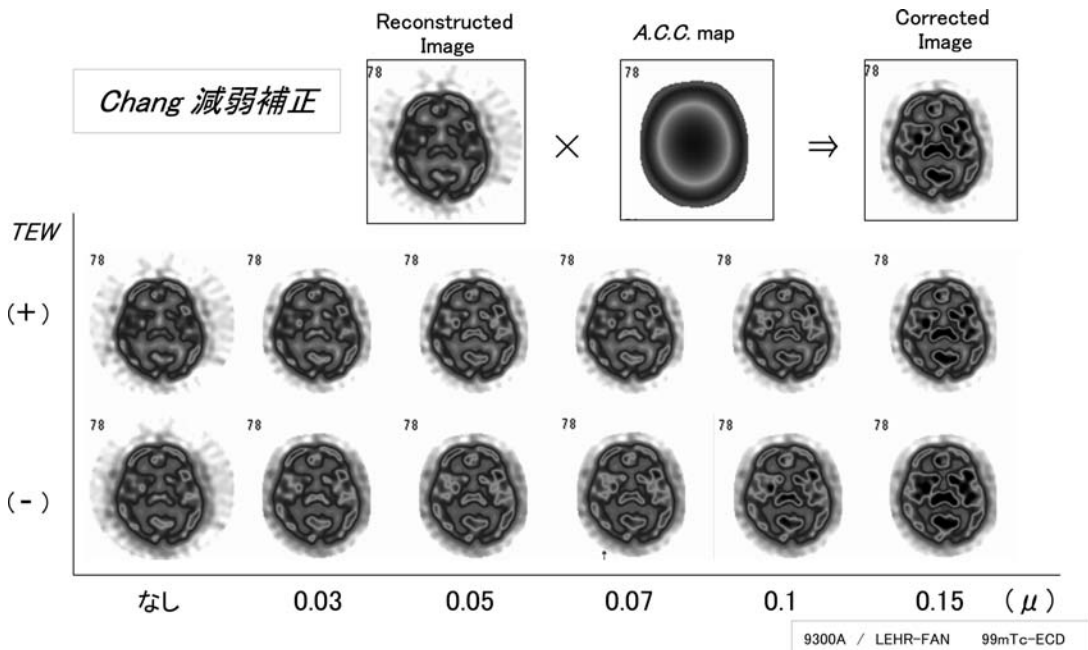 Reconstructed
Image
A.C.C. map
Corrected
Image
Chang 減弱補正
78
78
78
×
⇒
TEW
78
78
78
78
78
78
(+)
78
78
78
78
78
78
(-)
なし
0.03
0.05
0.07
0.1
0.15
(μ)
9300A / LEHR-FAN 99mTc-ECD